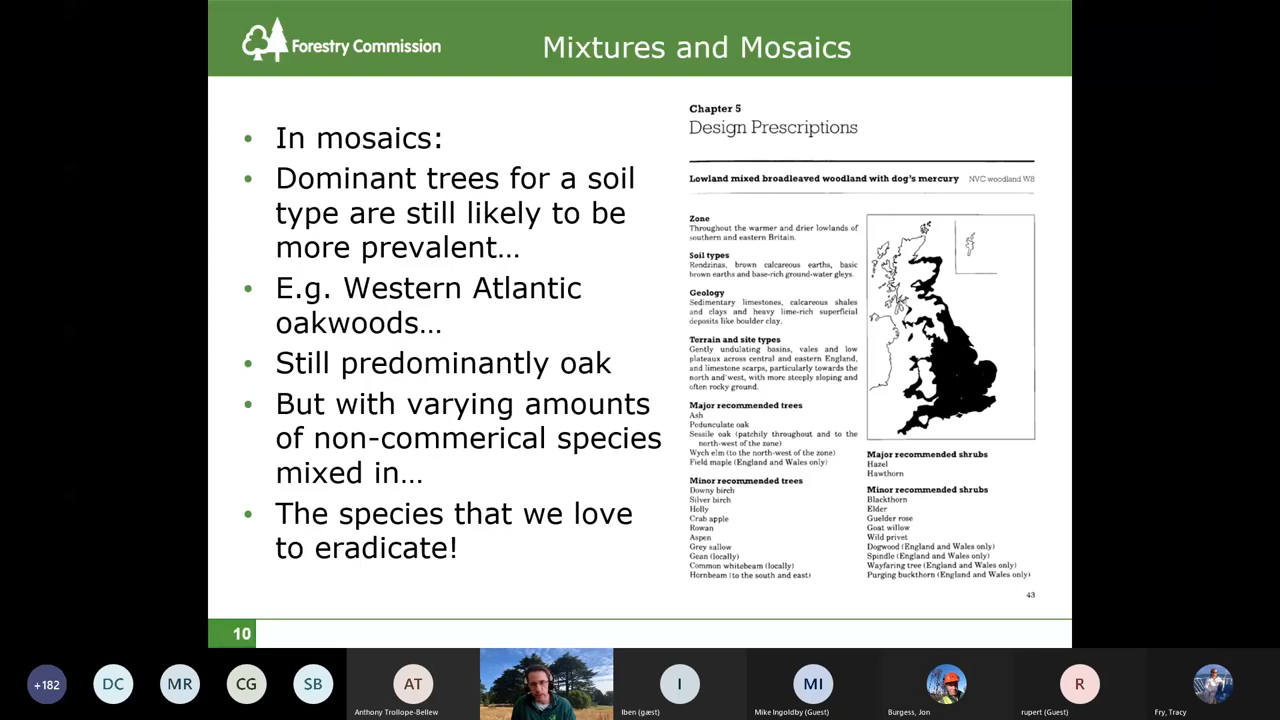 Forestry Commission
Mixtures and Mosaics
• In mosaics:
• Dominant trees for a soil
type are still likely to be
more prevalent…
• E.g. Western Atlantic
oakwoods…
• Still predominantly oak
• But with varying amounts
of non-commerical species
mixed in…
• The species that we love
to eradicate!
Chapter 5
Design Prescriptions
Lowland mixed broadleaved woodland with dog's mercury NVC woodland W8
Zone
Throughout the warmer and drier lowlands of
southern and eastern Britain.
Soil types
Rendzinas, brown calcareous earths, basic
brown earths and base-rich ground-water gleys.
Geology
Sedimentary limestones, calcareous shales
and clays and heavy lime-rich superficial
deposits like boulder clay.
Terrain and site types
Gently undulating basins, vales and low
plateaux across central and eastern England,
and limestone scarps, particularly towards the
north and west, with more steeply sloping and
often rocky ground.
Major recommended trees
Ash
Pedunculate oak
Sessile oak (patchily throughout and to the
north-west of the zone)
Wych elm (to the north-west of the zone)
Field maple (England and Wales only)
Minor recommended trees
Downy birch
Silver birch
Holly
Crab apple
Rowan
Aspen
Grey sallow
Gean (locally)
Common whitebeam (locally)
Hornbeam (to the south and east)
Major recommended shrubs
Hazel
Hawthorn
Minor recommended shrubs
Blackthorn
Elder
Guelder rose
Goat willow
Wild privet
Dogwood (England and Wales only)
Spindle (England and Wales only)
Wayfaring tree (England and Wales only)
Purging buckthorn (England and Wales only)
43
10
+182
DC
MR
CG
SB
AT
Anthony Trollope-Bellew
I
Iben (gæst)
MI
Mike Ingoldby (Guest)
Burgess, Jon
R
rupert (Guest)
Fry, Tracy